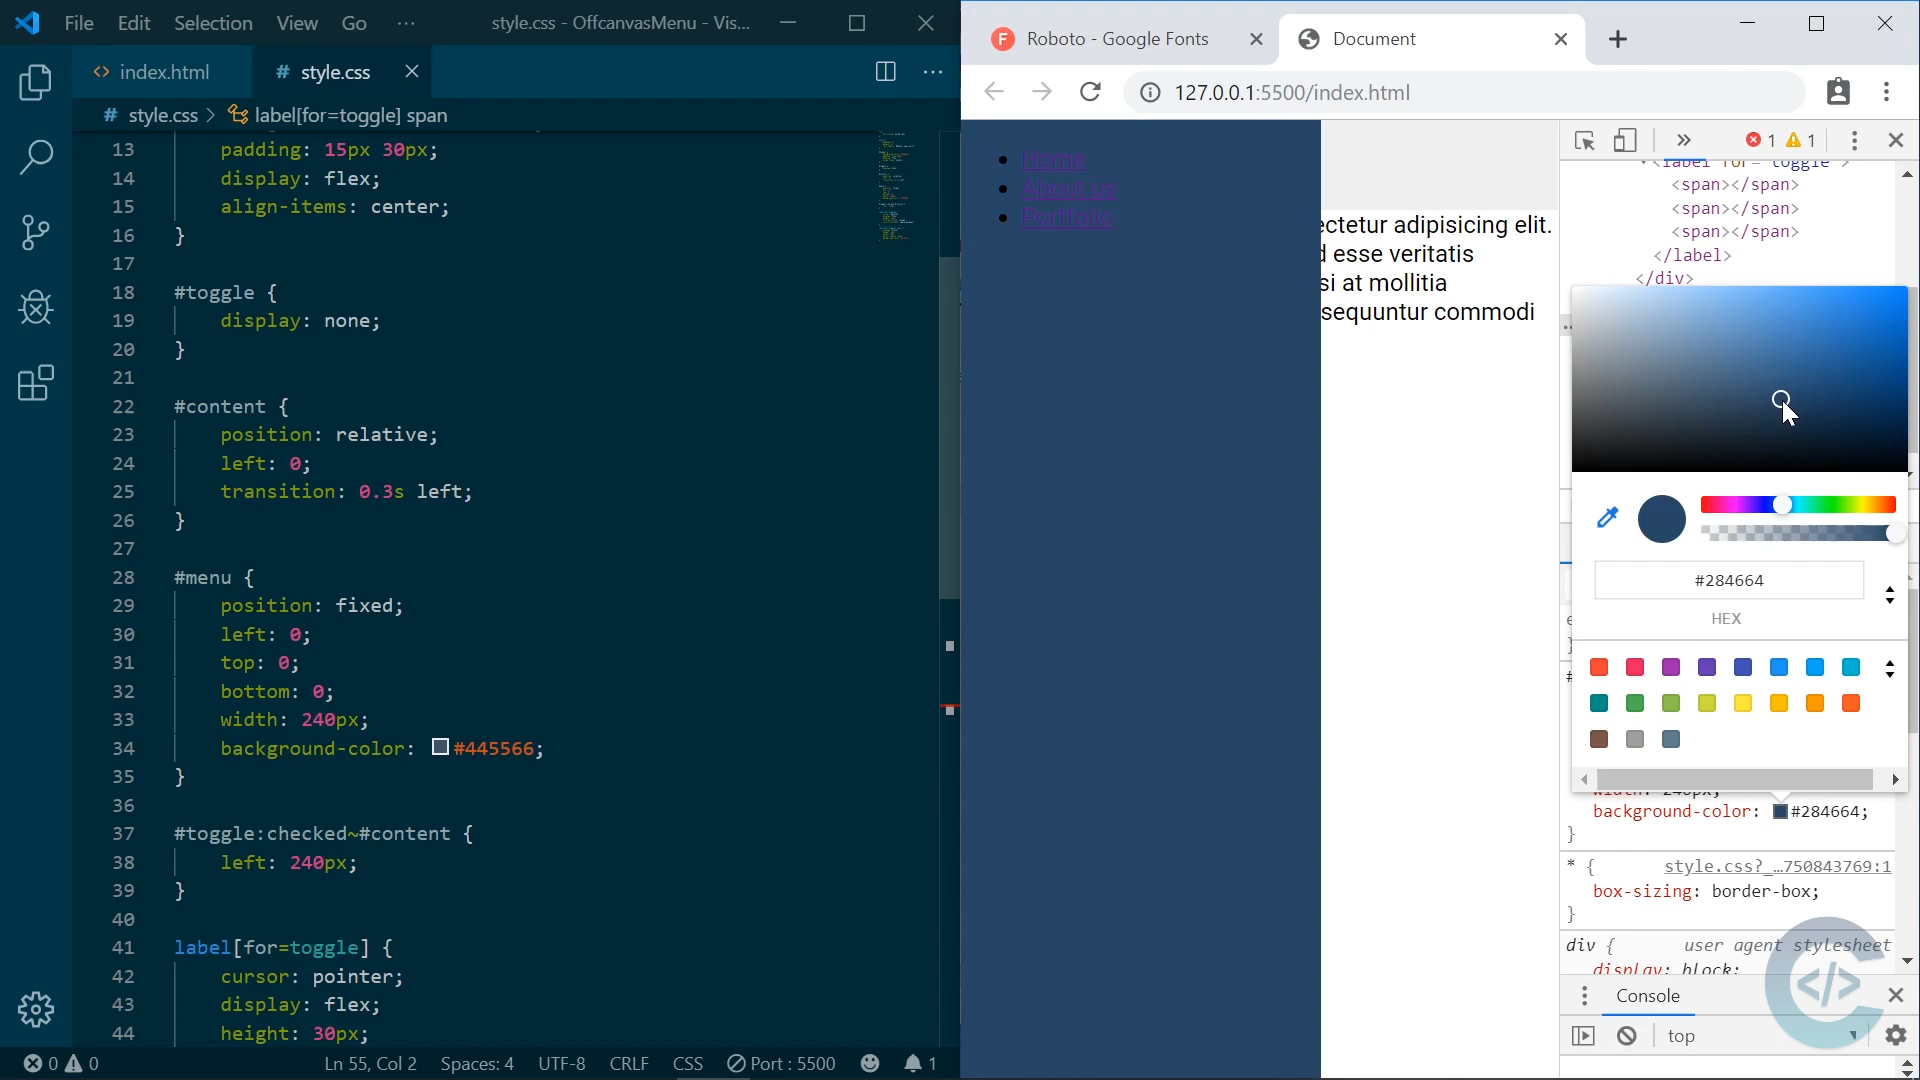 File Edit Selection View Go ··· style.css - OffcanvasMenu - Vis...
index.html # style.css
# style.css > label[for=toggle] span
13 padding: 15px 30px;
14 display: flex;
15 align-items: center;
16 }
17
18 #toggle {
19 display: none;
20 }
21
22 #content {
23 position: relative;
24 left: 0;
25 transition: 0.3s left;
26 }
27
28 #menu {
29 position: fixed;
30 left: 0;
31 top: 0;
32 bottom: 0;
33 width: 240px;
34 background-color: #445566;
35 }
36
37 #toggle:checked~#content {
38 left: 240px;
39 }
40
41 label[for=toggle] {
42 cursor: pointer;
43 display: flex;
44 height: 30px;
0 0 Ln 55, Col 2 Spaces: 4 UTF-8 CRLF CSS Port : 5500 1
Roboto - Google Fonts Document
127.0.0.1:5500/index.html
Home
About us
Portfolio
ectetur adipisicing elit.
d esse veritatis
si at mollitia
sequuntur commodi
1 1
<label for="toggle">
<span></span>
<span></span>
<span></span>
</label>
</div>
#284664
HEX
width: 240px;
background-color: #284664;
}
* { style.css?_…750843769:1
box-sizing: border-box;
}
div { user agent stylesheet
display: block;
Console
top